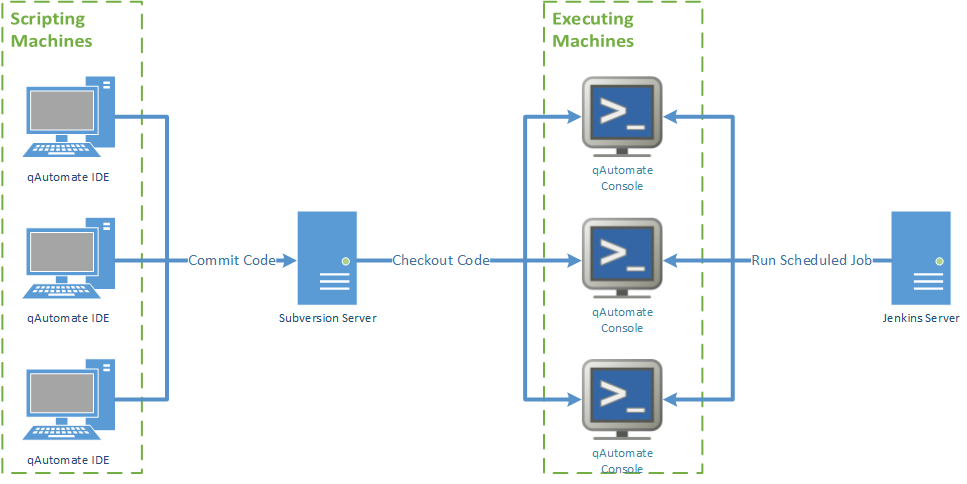 Scripting
Machines
Executing
Machines
qAutomate IDE
qAutomate
Console
qAutomate IDE
Commit Code
Subversion Server
Checkout Code
qAutomate
Console
Run Scheduled Job
Jenkins Server
qAutomate IDE
qAutomate
Console